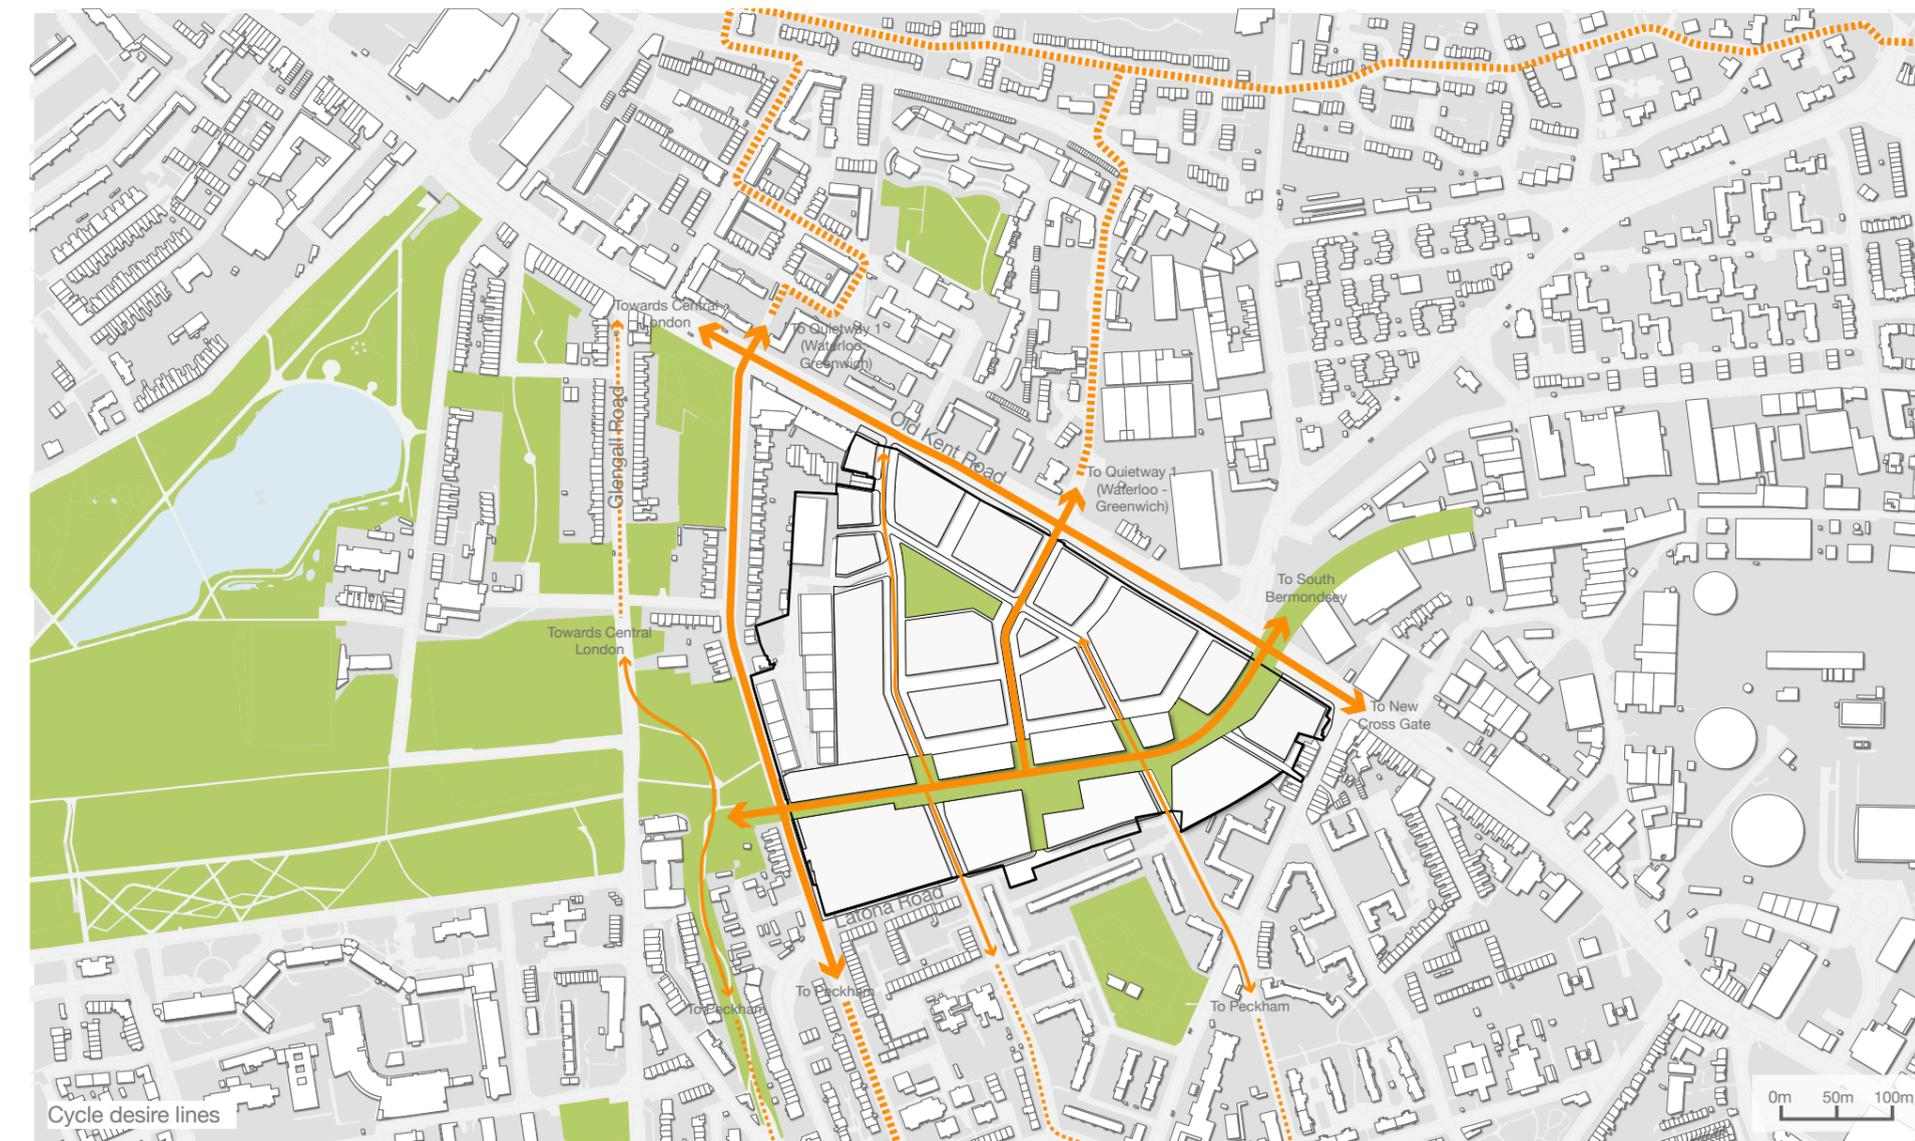 Towards Central
London
To Quietway 1
(Waterloo-
Greenwich)
Glengall Road
Old Kent Road
To Quietway 1
(Waterloo -
Greenwich)
To South
Bermondsey
Towards Central
London
To New
Cross Gate
Latona Road
To Peckham
To Peckham
To Peckham
Cycle desire lines
0m 50m 100m